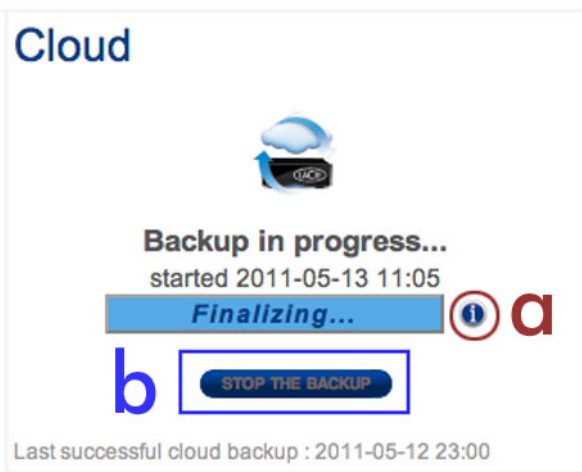 Cloud
LACIE
Backup in progress...
started 2011-05-13 11:05
Finalizing...
i
a
b
STOP THE BACKUP
Last successful cloud backup : 2011-05-12 23:00